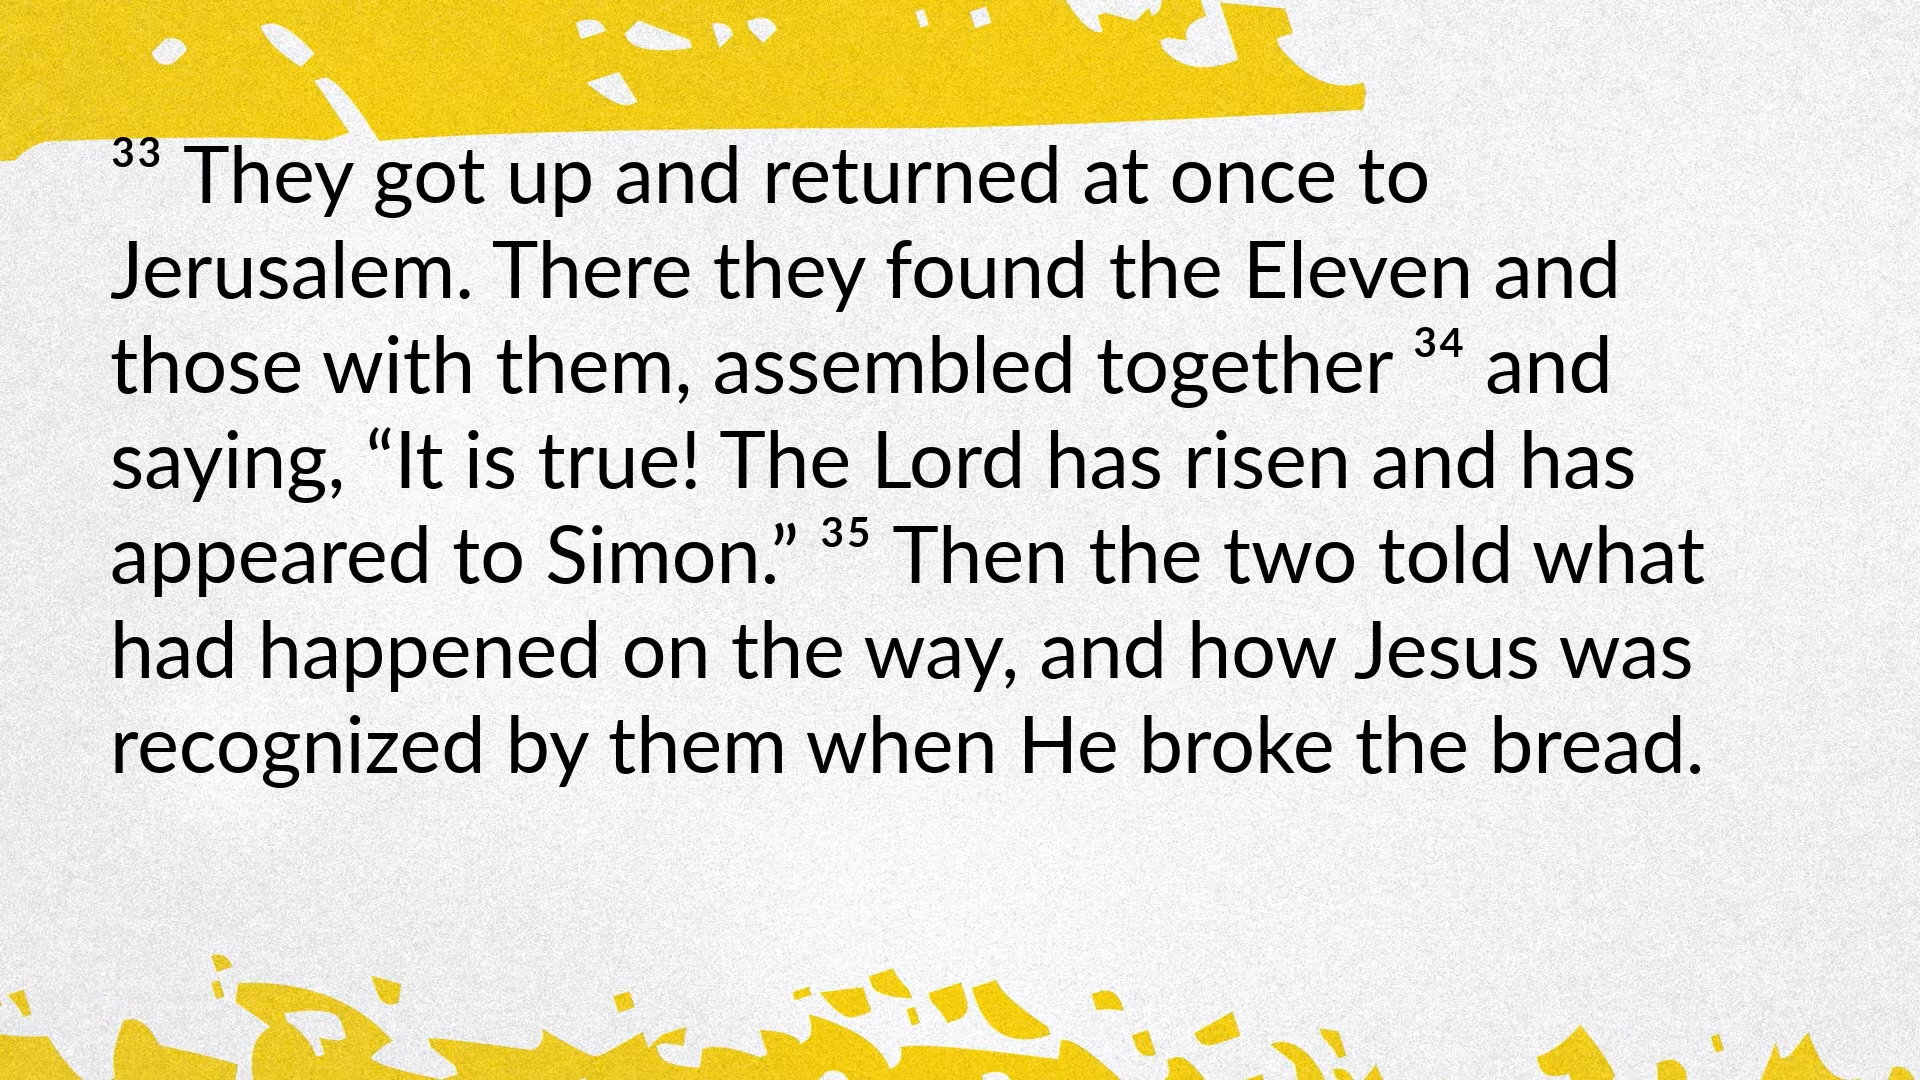 ³³ They got up and returned at once to
Jerusalem. There they found the Eleven and
those with them, assembled together ³⁴ and
saying, “It is true! The Lord has risen and has
appeared to Simon.” ³⁵ Then the two told what
had happened on the way, and how Jesus was
recognized by them when He broke the bread.